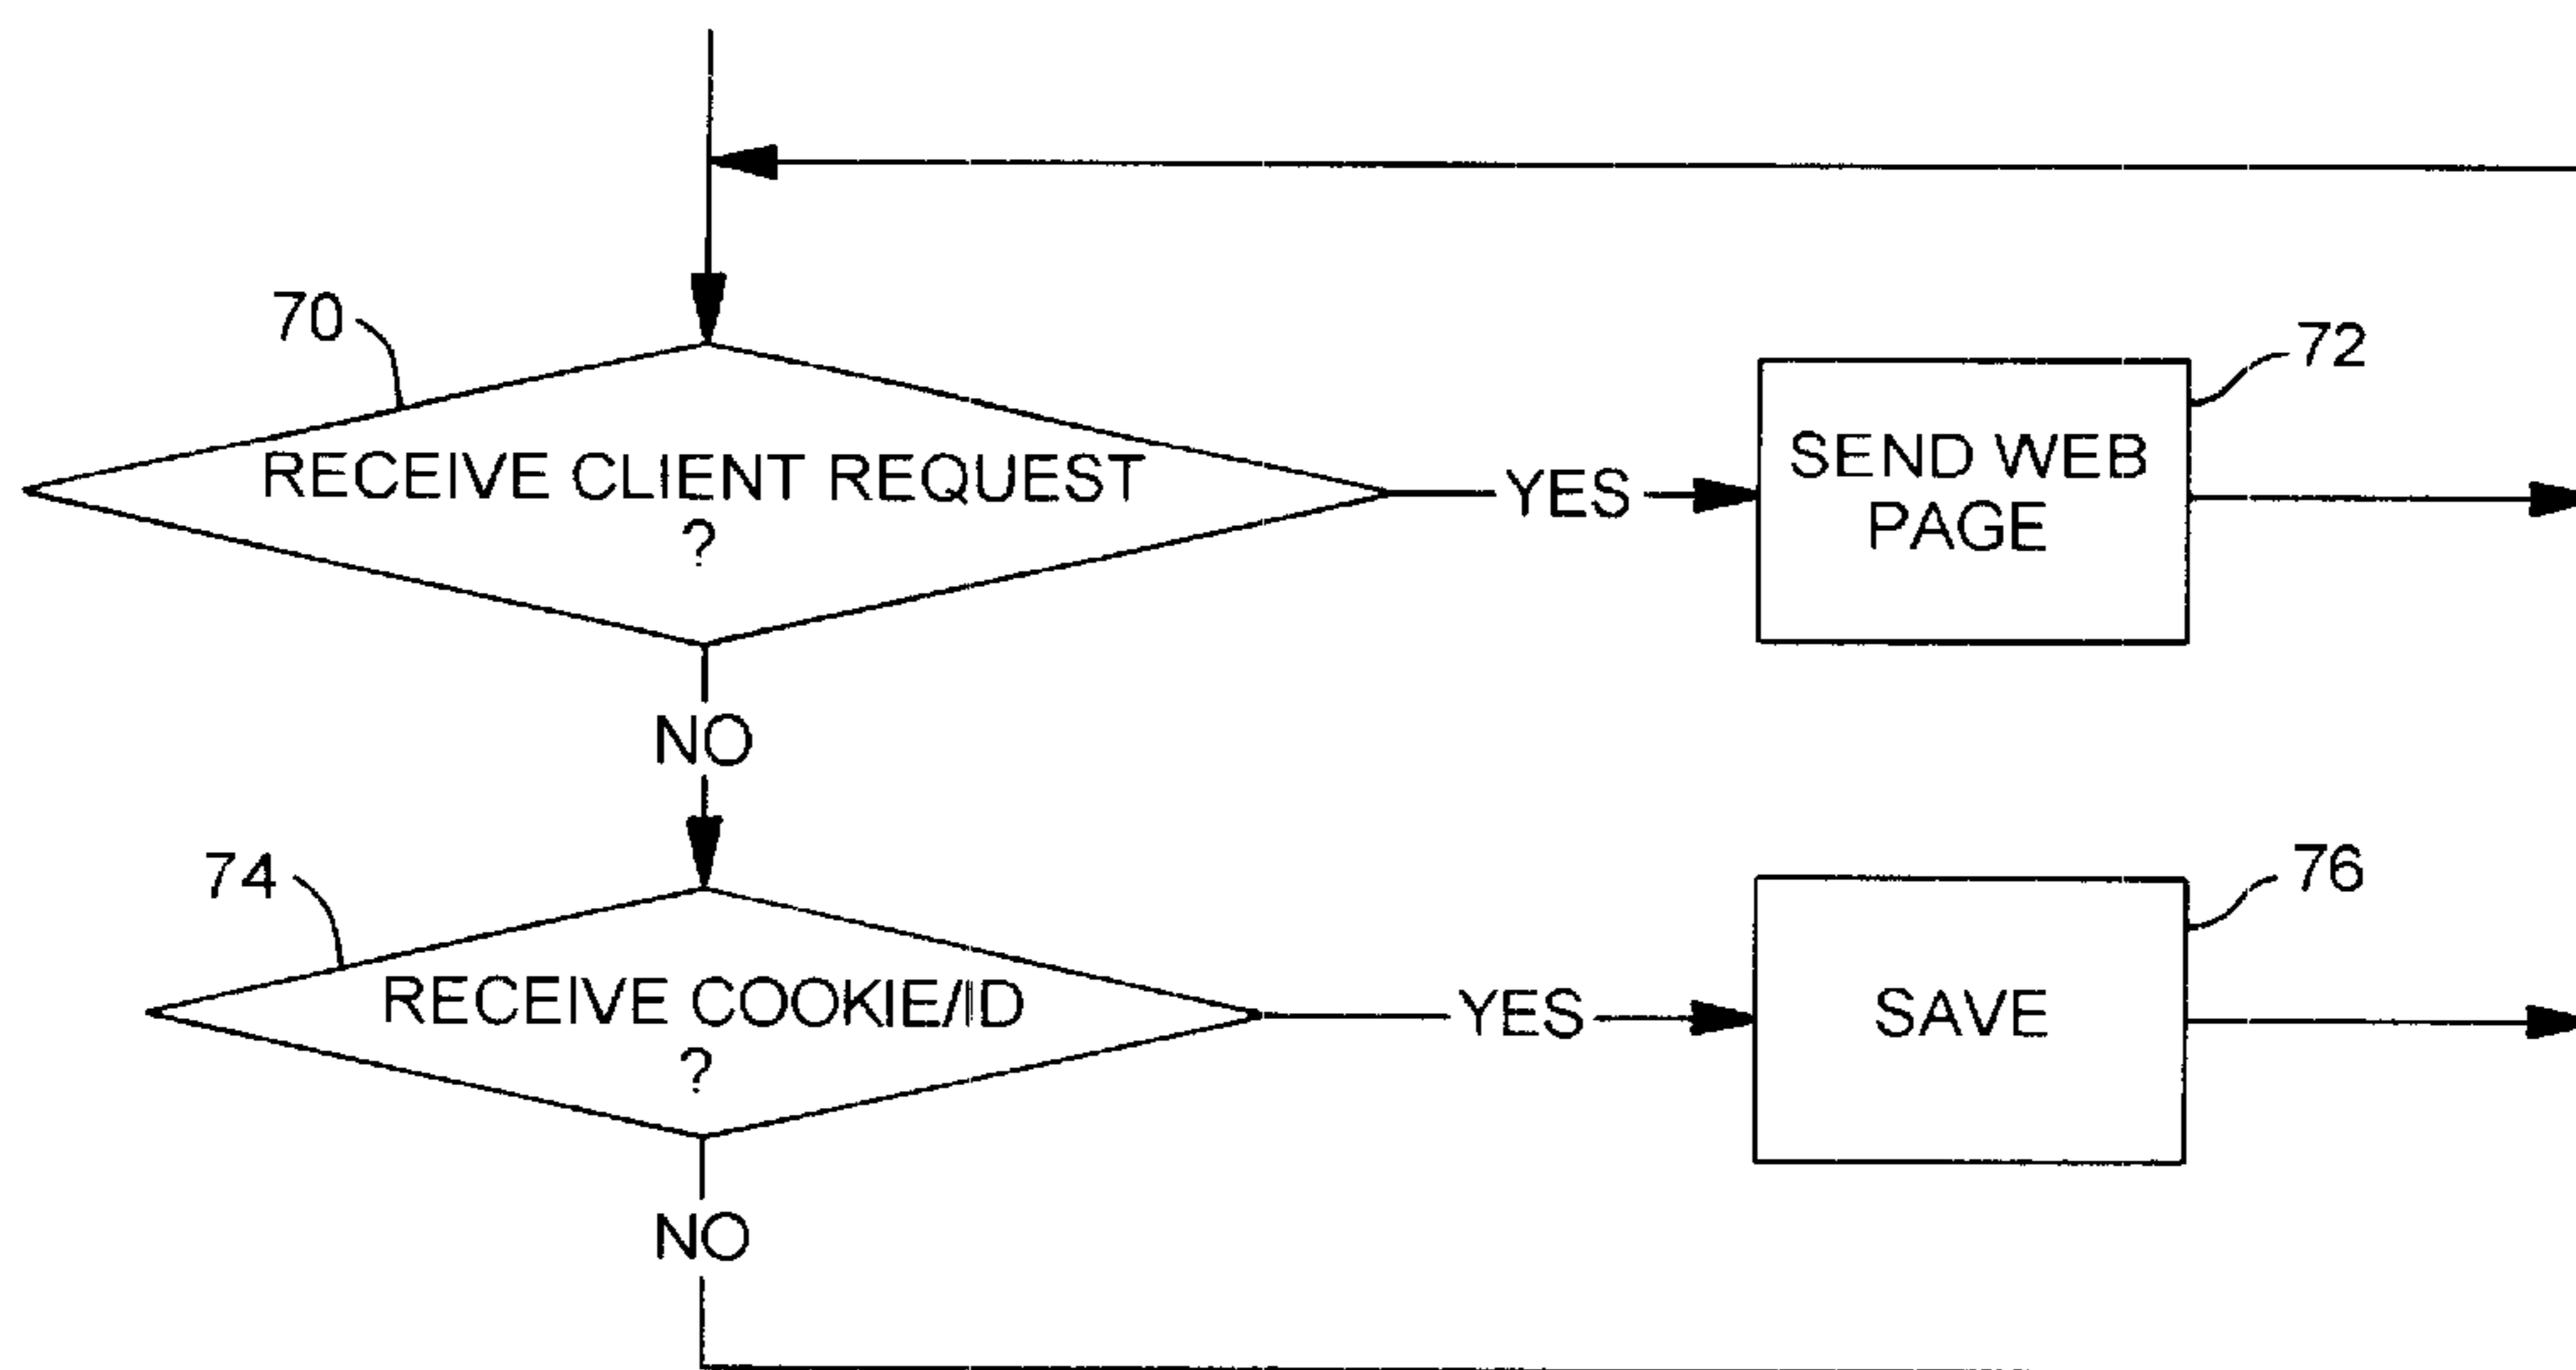 70
RECEIVE CLIENT REQUEST
?
YES
SEND WEB
PAGE
72
NO
74
RECEIVE COOKIE/ID
?
YES
SAVE
76
NO